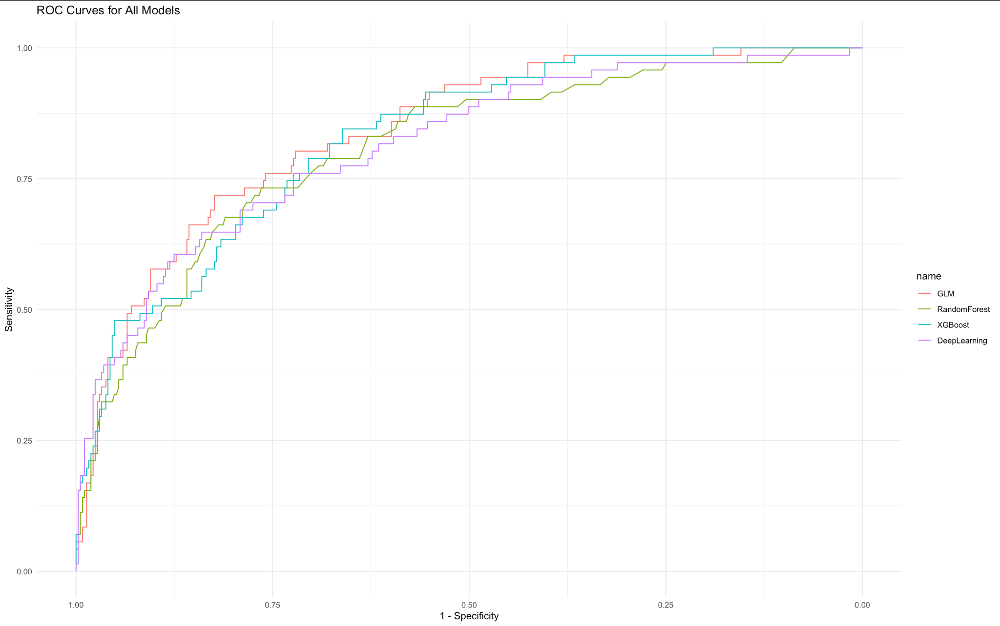 ROC Curves for All Models
1.00
0.75
0.50
0.25
0.00
Sensitivity
1.00 0.75 0.50 0.25 0.00
1 - Specificity
name
GLM
RandomForest
XGBoost
DeepLearning